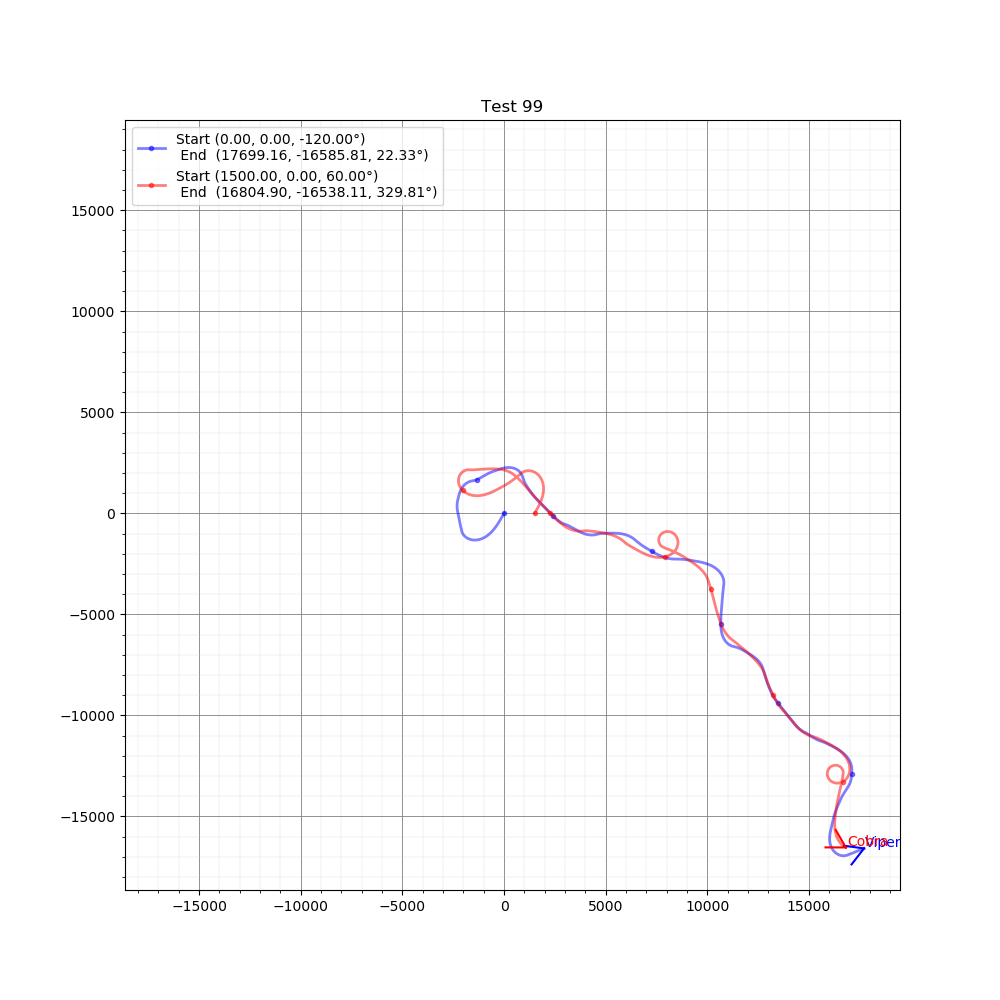 Test 99
Start (0.00, 0.00, -120.00°)
End (17699.16, -16585.81, 22.33°)
Start (1500.00, 0.00, 60.00°)
End (16804.90, -16538.11, 329.81°)
15000
10000
5000
0
−5000
−10000
−15000
Cobra
Viper
−15000 −10000 −5000 0 5000 10000 15000